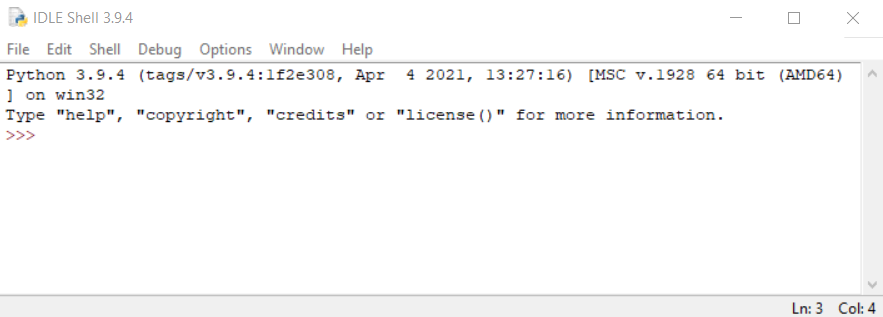 IDLE Shell 3.9.4
File Edit Shell Debug Options Window Help
Python 3.9.4 (tags/v3.9.4:1f2e308, Apr  4 2021, 13:27:16) [MSC v.1928 64 bit (AMD64)
] on win32
Type "help", "copyright", "credits" or "license()" for more information.
>>>
Ln: 3 Col: 4